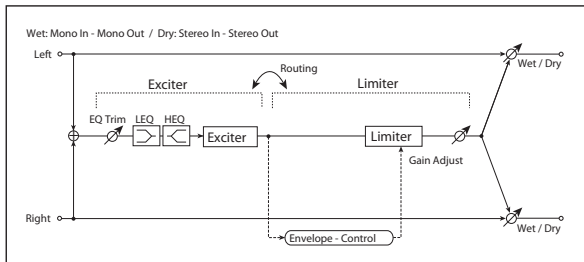 Wet: Mono In - Mono Out / Dry: Stereo In - Stereo Out
Left
Wet / Dry
Routing
Exciter
Limiter
EQ Trim
LEQ
HEQ
Exciter
Limiter
Gain Adjust
Right
Wet / Dry
Envelope - Control